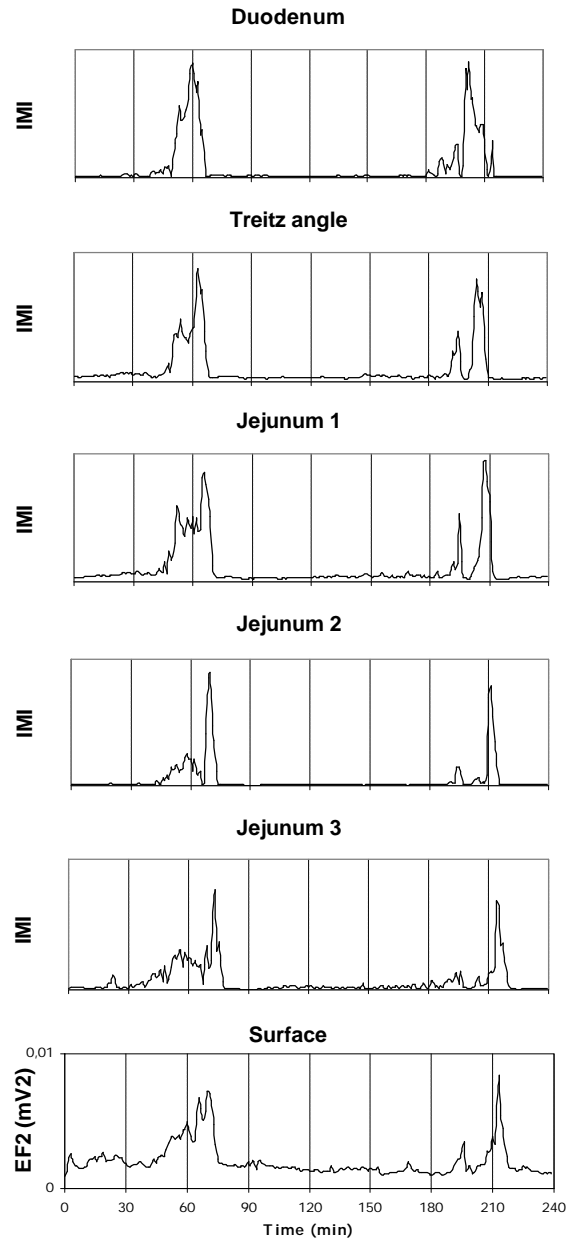 Duodenum
IMI
Treitz angle
IMI
Jejunum 1
IMI
Jejunum 2
IMI
Jejunum 3
IMI
Surface
EF2 (mV2)
0,01
0
0 30 60 90 120 150 180 210 240
Time (min)